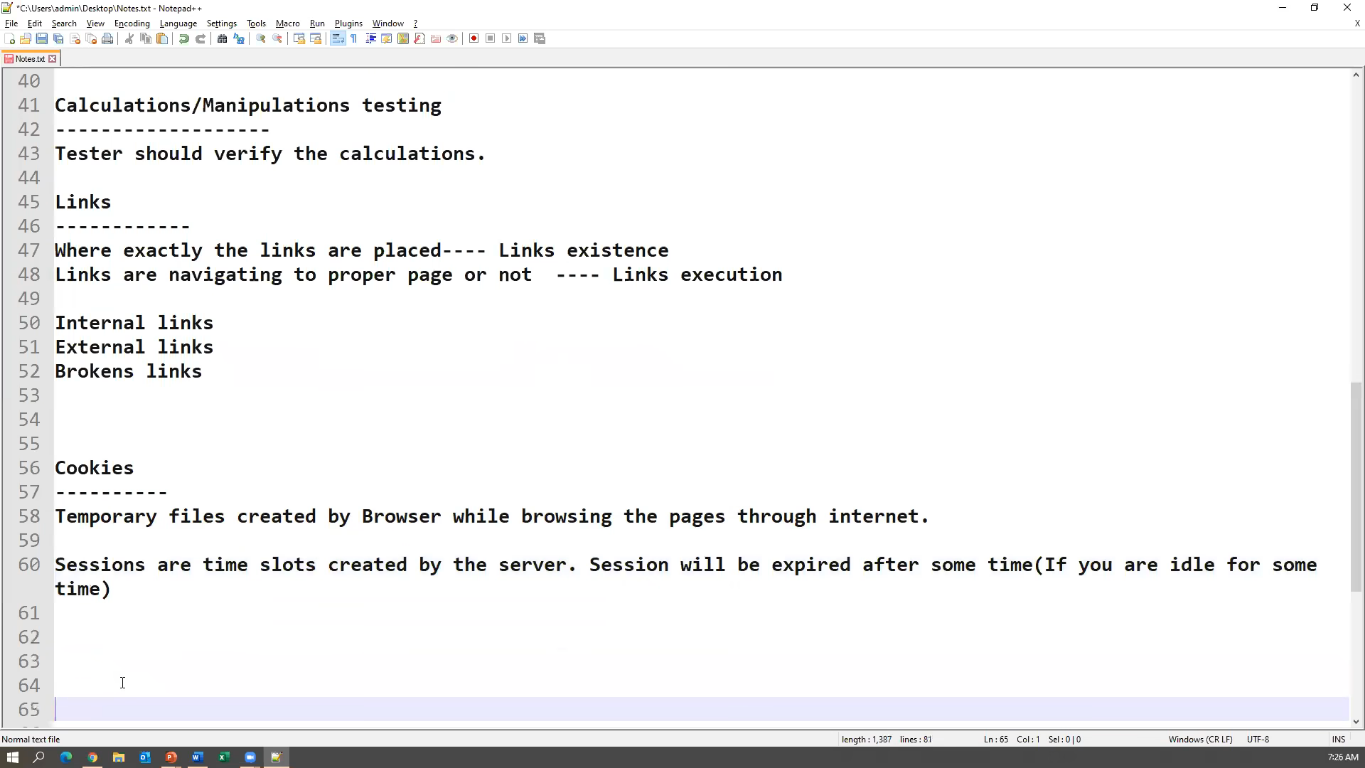 *C:\Users\admin\Desktop\Notes.txt - Notepad++
File Edit Search View Encoding Language Settings Tools Macro Run Plugins Window ? X
Notes.txt
40
41 Calculations/Manipulations testing
42 -------------------
43 Tester should verify the calculations.
44
45 Links
46 ------------
47 Where exactly the links are placed---- Links existence
48 Links are navigating to proper page or not  ---- Links execution
49
50 Internal links
51 External links
52 Brokens links
53
54
55
56 Cookies
57 ----------
58 Temporary files created by Browser while browsing the pages through internet.
59
60 Sessions are time slots created by the server. Session will be expired after some time(If you are idle for some
time)
61
62
63
64
65
Normal text file length : 1,387 lines : 81 Ln : 65 Col : 1 Sel : 0 | 0 Windows (CR LF) UTF-8 INS
7:26 AM